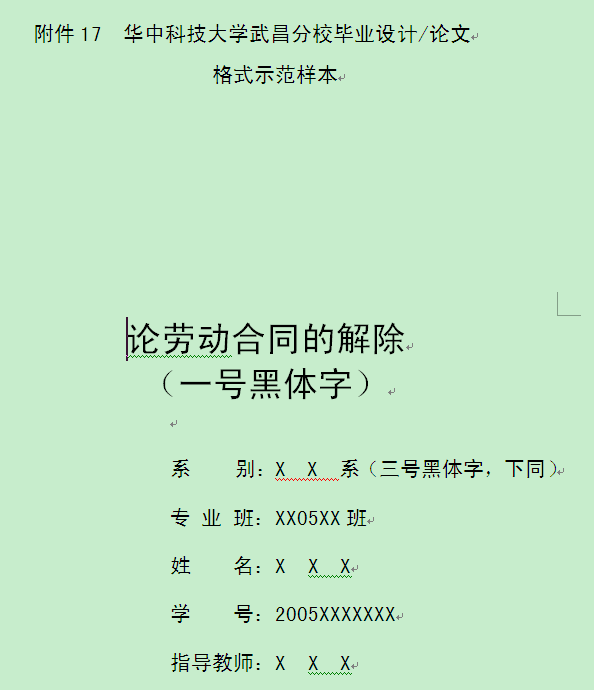 附件 17　华中科技大学武昌分校毕业设计/论文
格式示范样本
论劳动合同的解除
（一号黑体字）
系　　别：X　X　系（三号黑体字，下同）
专 业 班：XX05XX 班
姓　　名：X　X　X
学　　号：2005XXXXXXX
指导教师：X　X　X